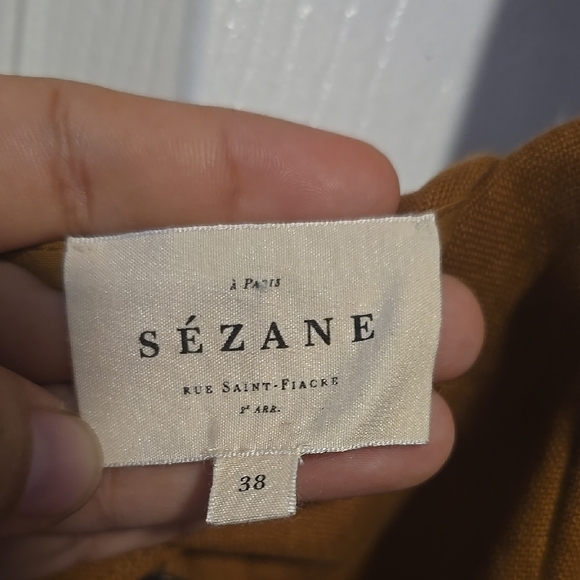 à Paris
SÉZANE
RUE SAINT-FIACRE
2ᵉ ARR.
38